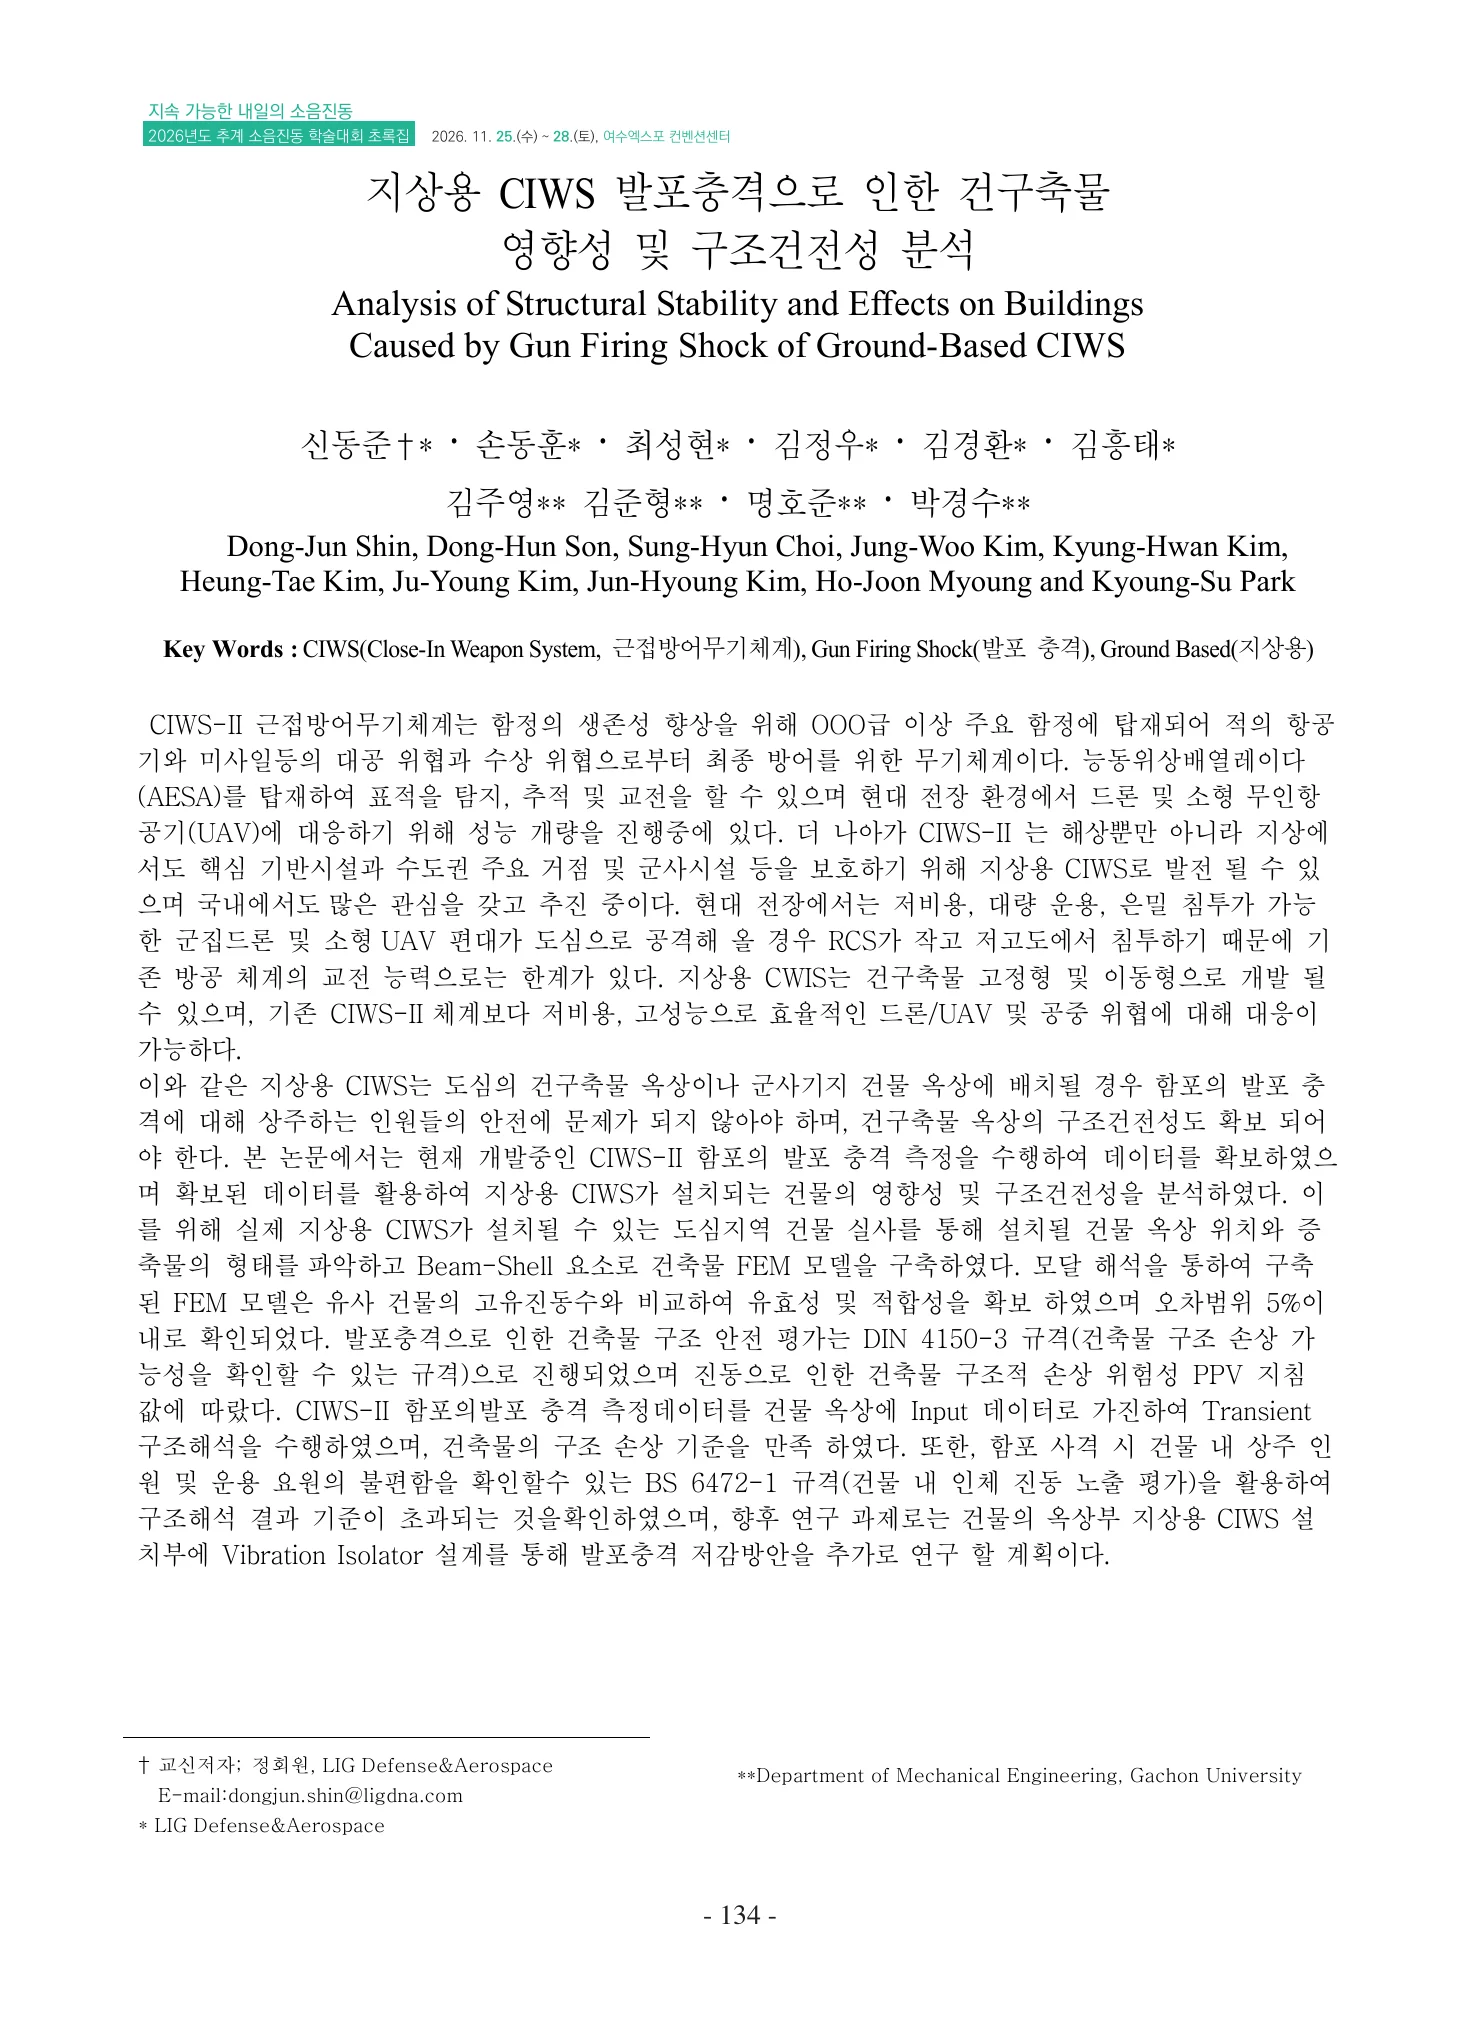 지속 가능한 내일의 소음진동
2026년도 추계 소음진동 학술대회 초록집 2026. 11. 25.(수) ~ 28.(토), 여수엑스포 컨벤션센터
지상용 CIWS 발포충격으로 인한 건구축물
영향성 및 구조건전성 분석
Analysis of Structural Stability and Effects on Buildings
Caused by Gun Firing Shock of Ground-Based CIWS
신동준†* · 손동훈* · 최성현* · 김정우* · 김경환* · 김흥태*
김주영** 김준형** · 명호준** · 박경수**
Dong-Jun Shin, Dong-Hun Son, Sung-Hyun Choi, Jung-Woo Kim, Kyung-Hwan Kim,
Heung-Tae Kim, Ju-Young Kim, Jun-Hyoung Kim, Ho-Joon Myoung and Kyoung-Su Park
Key Words : CIWS(Close-In Weapon System, 근접방어무기체계), Gun Firing Shock(발포 충격), Ground Based(지상용)
CIWS-II 근접방어무기체계는 함정의 생존성 향상을 위해 OOO급 이상 주요 함정에 탑재되어 적의 항공
기와 미사일등의 대공 위협과 수상 위협으로부터 최종 방어를 위한 무기체계이다. 능동위상배열레이다
(AESA)를 탑재하여 표적을 탐지, 추적 및 교전을 할 수 있으며 현대 전장 환경에서 드론 및 소형 무인항
공기(UAV)에 대응하기 위해 성능 개량을 진행중에 있다. 더 나아가 CIWS-II 는 해상뿐만 아니라 지상에
서도 핵심 기반시설과 수도권 주요 거점 및 군사시설 등을 보호하기 위해 지상용 CIWS로 발전 될 수 있
으며 국내에서도 많은 관심을 갖고 추진 중이다. 현대 전장에서는 저비용, 대량 운용, 은밀 침투가 가능
한 군집드론 및 소형 UAV 편대가 도심으로 공격해 올 경우 RCS가 작고 저고도에서 침투하기 때문에 기
존 방공 체계의 교전 능력으로는 한계가 있다. 지상용 CWIS는 건구축물 고정형 및 이동형으로 개발 될
수 있으며, 기존 CIWS-II 체계보다 저비용, 고성능으로 효율적인 드론/UAV 및 공중 위협에 대해 대응이
가능하다.
이와 같은 지상용 CIWS는 도심의 건구축물 옥상이나 군사기지 건물 옥상에 배치될 경우 함포의 발포 충
격에 대해 상주하는 인원들의 안전에 문제가 되지 않아야 하며, 건구축물 옥상의 구조건전성도 확보 되어
야 한다. 본 논문에서는 현재 개발중인 CIWS-II 함포의 발포 충격 측정을 수행하여 데이터를 확보하였으
며 확보된 데이터를 활용하여 지상용 CIWS가 설치되는 건물의 영향성 및 구조건전성을 분석하였다. 이
를 위해 실제 지상용 CIWS가 설치될 수 있는 도심지역 건물 실사를 통해 설치될 건물 옥상 위치와 증
축물의 형태를 파악하고 Beam-Shell 요소로 건축물 FEM 모델을 구축하였다. 모달 해석을 통하여 구축
된 FEM 모델은 유사 건물의 고유진동수와 비교하여 유효성 및 적합성을 확보 하였으며 오차범위 5%이
내로 확인되었다. 발포충격으로 인한 건축물 구조 안전 평가는 DIN 4150-3 규격(건축물 구조 손상 가
능성을 확인할 수 있는 규격)으로 진행되었으며 진동으로 인한 건축물 구조적 손상 위험성 PPV 지침
값에 따랐다. CIWS-II 함포의발포 충격 측정데이터를 건물 옥상에 Input 데이터로 가진하여 Transient
구조해석을 수행하였으며, 건축물의 구조 손상 기준을 만족 하였다. 또한, 함포 사격 시 건물 내 상주 인
원 및 운용 요원의 불편함을 확인할수 있는 BS 6472-1 규격(건물 내 인체 진동 노출 평가)을 활용하여
구조해석 결과 기준이 초과되는 것을확인하였으며, 향후 연구 과제로는 건물의 옥상부 지상용 CIWS 설
치부에 Vibration Isolator 설계를 통해 발포충격 저감방안을 추가로 연구 할 계획이다.
† 교신저자; 정회원, LIG Defense&Aerospace
E-mail:dongjun.shin@ligdna.com
* LIG Defense&Aerospace
**Department of Mechanical Engineering, Gachon University
- 134 -